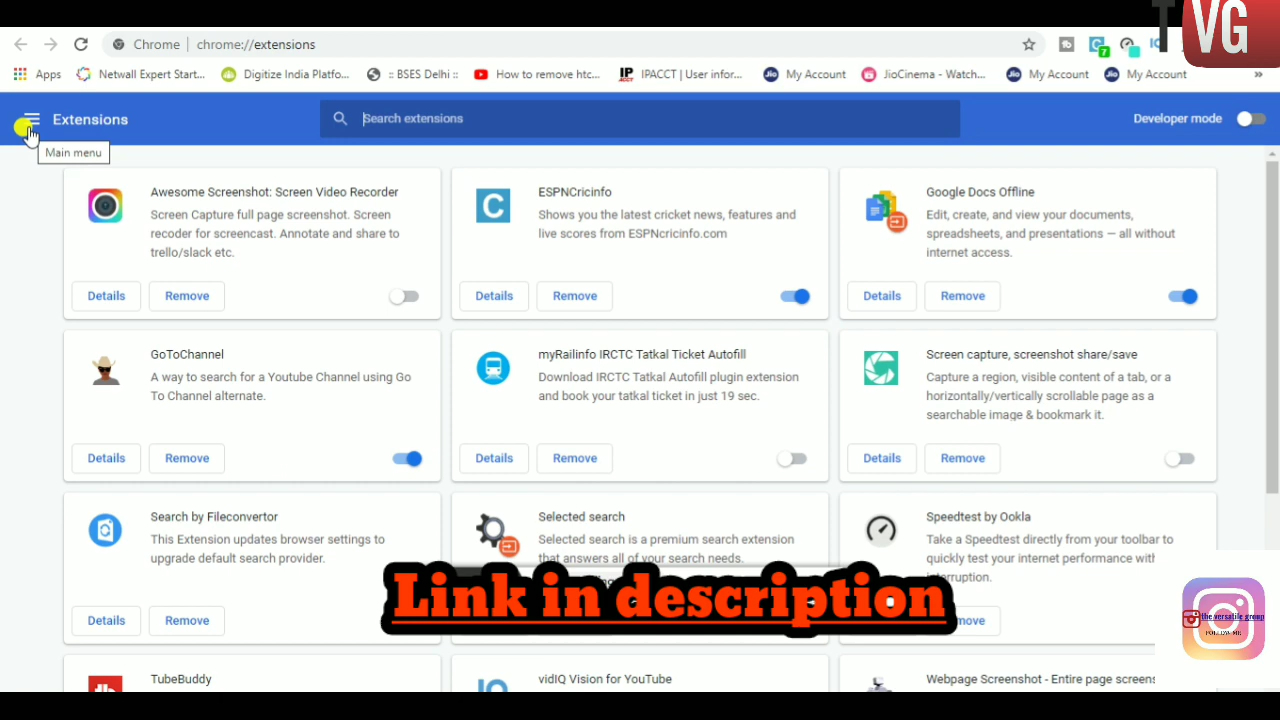 TVG
Chrome | chrome://extensions
7
Apps Netwall Expert Start... Digitize India Platfo... :: BSES Delhi :: How to remove htc... IP IPACCT | User infor... Jio My Account JioCinema - Watch... Jio My Account Jio My Account »
Extensions
Search extensions
Developer mode
Main menu
Awesome Screenshot: Screen Video Recorder
Screen Capture full page screenshot. Screen
recoder for screencast. Annotate and share to
trello/slack etc.
Details Remove
ESPNCricinfo
Shows you the latest cricket news, features and
live scores from ESPNcricinfo.com
Details Remove
Google Docs Offline
Edit, create, and view your documents,
spreadsheets, and presentations — all without
internet access.
Details Remove
GoToChannel
A way to search for a Youtube Channel using Go
To Channel alternate.
Details Remove
myRailinfo IRCTC Tatkal Ticket Autofill
Download IRCTC Tatkal Autofill plugin extension
and book your tatkal ticket in just 19 sec.
Details Remove
Screen capture, screenshot share/save
Capture a region, visible content of a tab, or a
horizontally/vertically scrollable page as a
searchable image & bookmark it.
Details Remove
Search by Fileconvertor
This Extension updates browser settings to
upgrade default search provider.
Details Remove
Selected search
Selected search is a premium search extension
that answers all of your search needs.
Speedtest by Ookla
Take a Speedtest directly from your toolbar to
quickly test your internet performance with
interruption.
Link in description
the versatile group
FOLLOW ME
TubeBuddy
vidIQ Vision for YouTube
Webpage Screenshot - Entire page screens